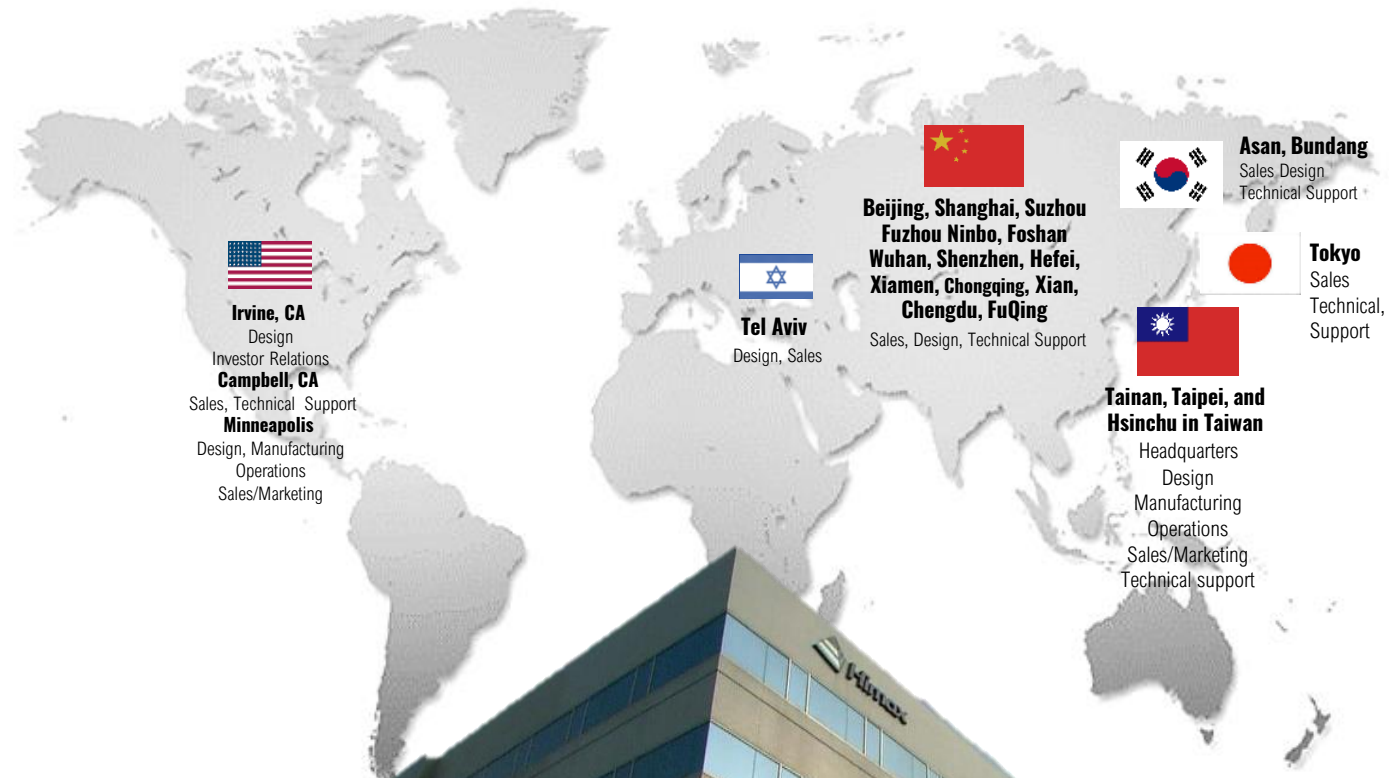 Irvine, CA
Design
Investor Relations
Campbell, CA
Sales, Technical Support
Minneapolis
Design, Manufacturing
Operations
Sales/Marketing
Tel Aviv
Design, Sales
Beijing, Shanghai, Suzhou
Fuzhou Ninbo, Foshan
Wuhan, Shenzhen, Hefei,
Xiamen, Chongqing, Xian,
Chengdu, FuQing
Sales, Design, Technical Support
Asan, Bundang
Sales Design
Technical Support
Tokyo
Sales
Technical,
Support
Tainan, Taipei, and
Hsinchu in Taiwan
Headquarters
Design
Manufacturing
Operations
Sales/Marketing
Technical support
Himax